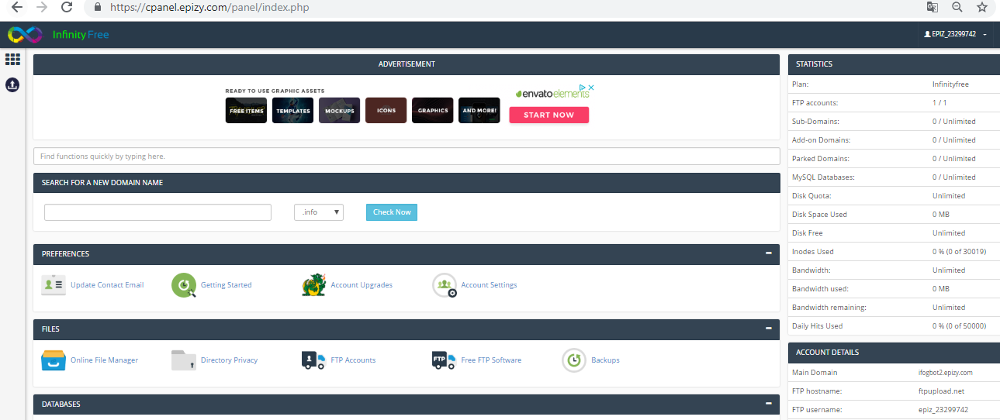 https://cpanel.epizy.com/panel/index.php
InfinityFree
EPIZ_23299742
ADVERTISEMENT
READY TO USE GRAPHIC ASSETS
FREE ITEMS
TEMPLATES
MOCKUPS
ICONS
GRAPHICS
AND MORE!
envatoelements
START NOW
Find functions quickly by typing here.
SEARCH FOR A NEW DOMAIN NAME
.info
Check Now
PREFERENCES
Update Contact Email
Getting Started
Account Upgrades
Account Settings
FILES
Online File Manager
Directory Privacy
FTP Accounts
FTP
Free FTP Software
Backups
DATABASES
STATISTICS
Plan: Infinityfree
FTP accounts: 1 / 1
Sub-Domains: 0 / Unlimited
Add-on Domains: 0 / Unlimited
Parked Domains: 0 / Unlimited
MySQL Databases: 0 / Unlimited
Disk Quota: Unlimited
Disk Space Used 0 MB
Disk Free Unlimited
Inodes Used 0 % (0 of 30019)
Bandwidth: Unlimited
Bandwidth used: 0 MB
Bandwidth remaining: Unlimited
Daily Hits Used 0 % (0 of 50000)
ACCOUNT DETAILS
Main Domain ifogbot2.epizy.com
FTP hostname: ftpupload.net
FTP username: epiz_23299742